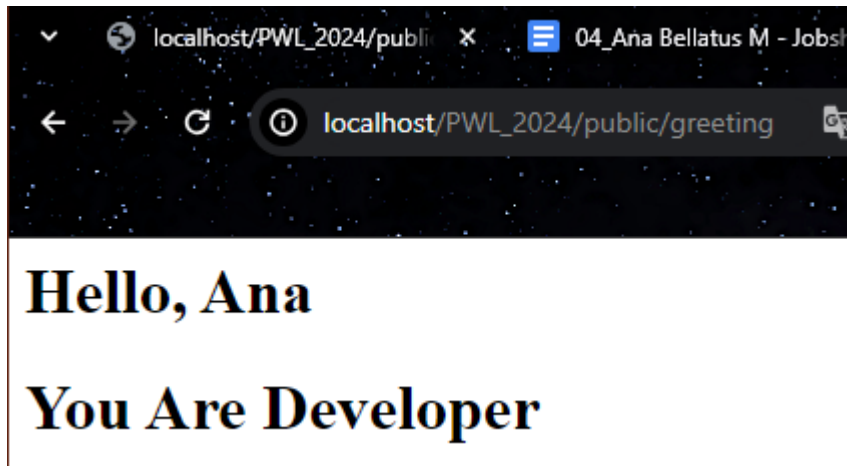 localhost/PWL_2024/publi
04_Ana Bellatus M - Jobsh
localhost/PWL_2024/public/greeting
Hello, Ana
You Are Developer